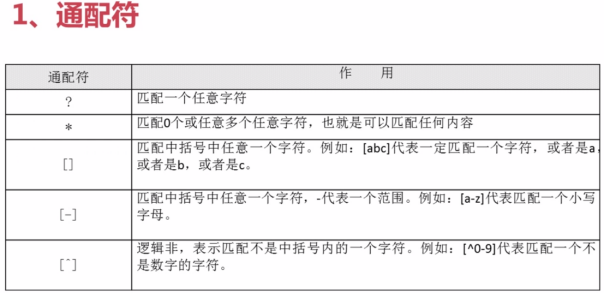 1、通配符
通配符
作 用
?
匹配一个任意字符
*
匹配0个或任意多个任意字符，也就是可以匹配任何内容
[]
匹配中括号中任意一个字符。例如：[abc]代表一定匹配一个字符，或者是a，
或者是b，或者是c。
[-]
匹配中括号中任意一个字符，-代表一个范围。例如：[a-z]代表匹配一个小写
字母。
[^]
逻辑非，表示匹配不是中括号内的一个字符。例如：[^0-9]代表匹配一个不
是数字的字符。